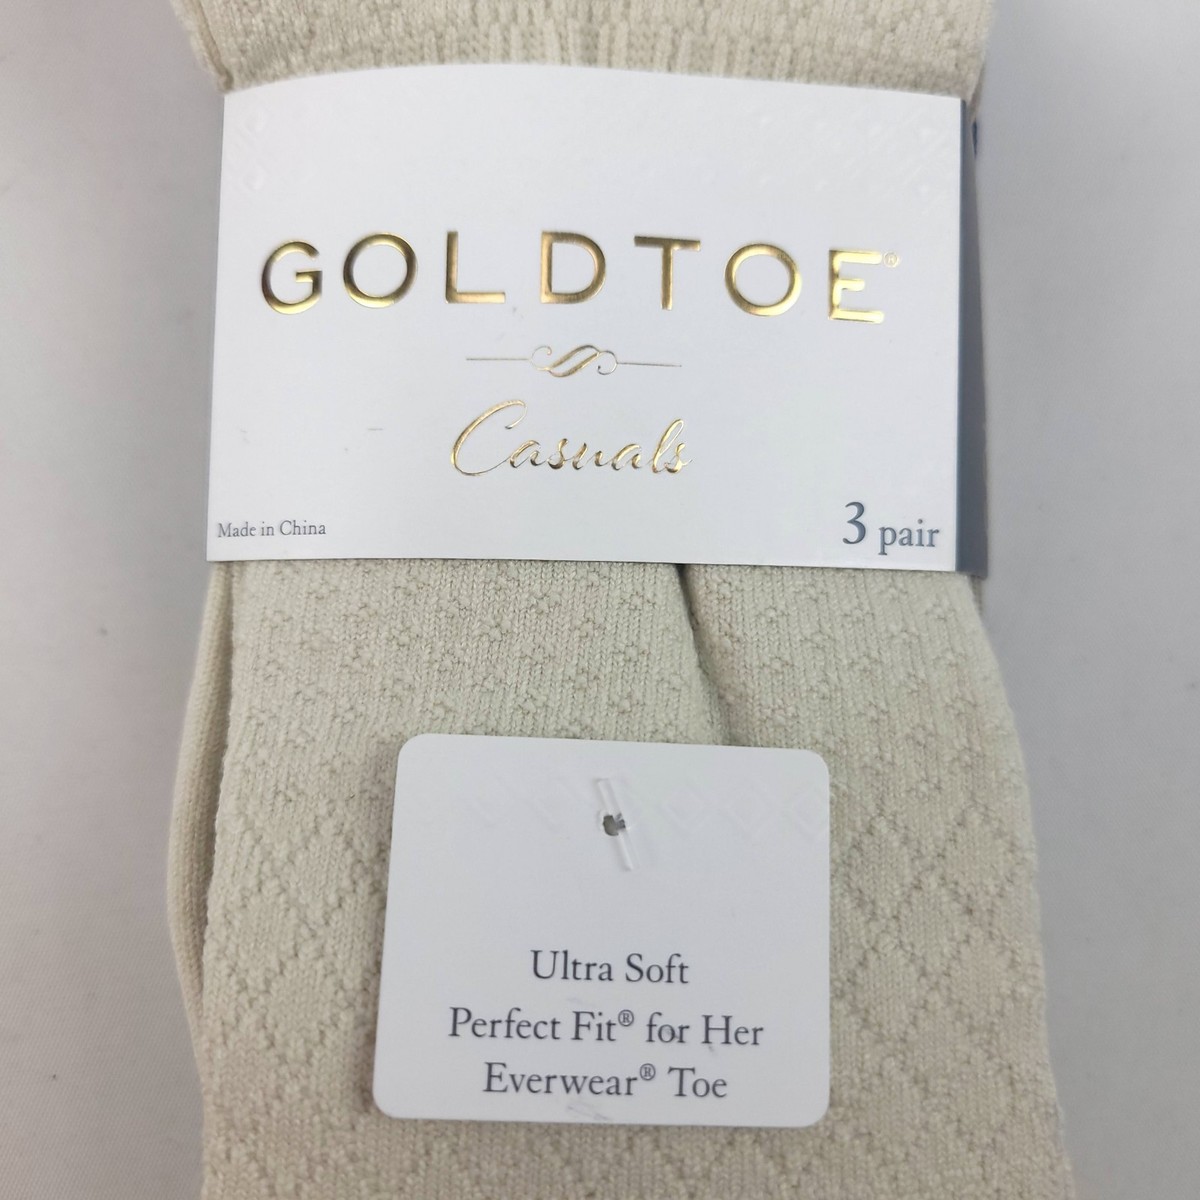 GOLDTOE®
Casuals
Made in China
3 pair
Ultra Soft
Perfect Fit® for Her
Everwear® Toe